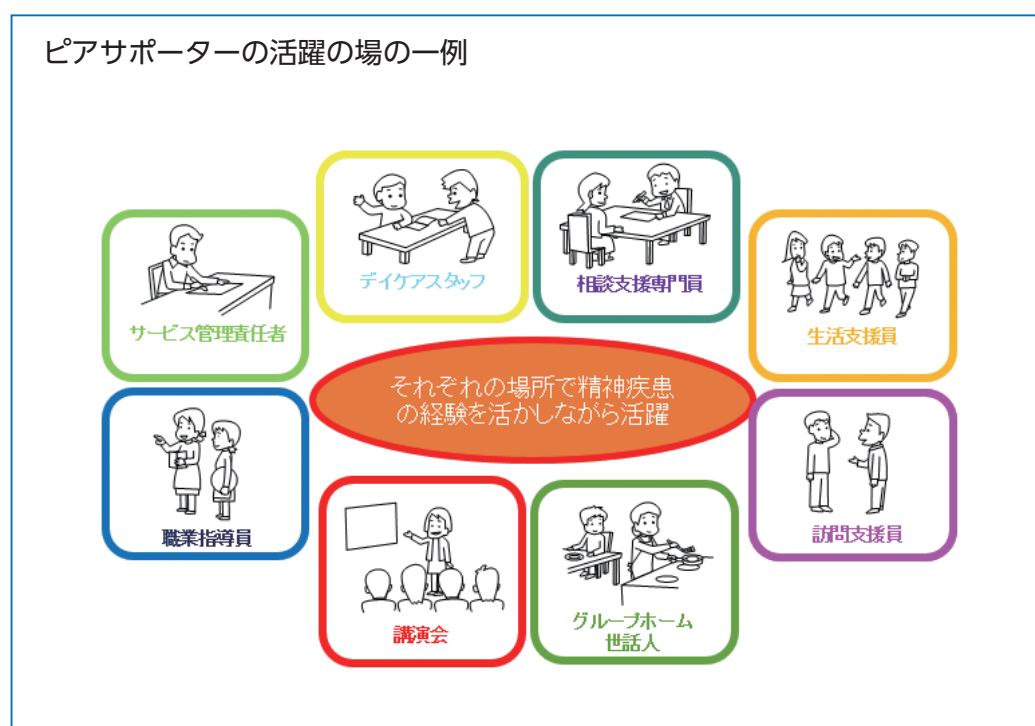 ピアサポーターの活躍の場の一例
デイケアスタッフ
相談支援専門員
サービス管理責任者
生活支援員
それぞれの場所で精神疾患
の経験を活かしながら活躍
職業指導員
訪問支援員
講演会
グループホーム
世話人